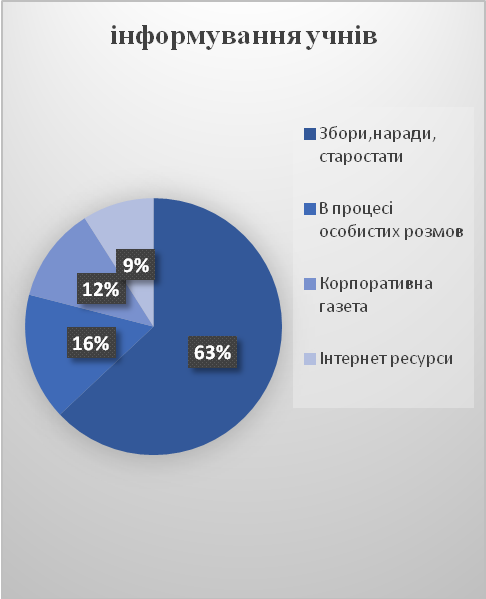 інформування учнів
Збори,наради,
старостати
В процесі
особистих розмов
Корпоративна
газета
Інтернет ресурси
9%
12%
16%
63%